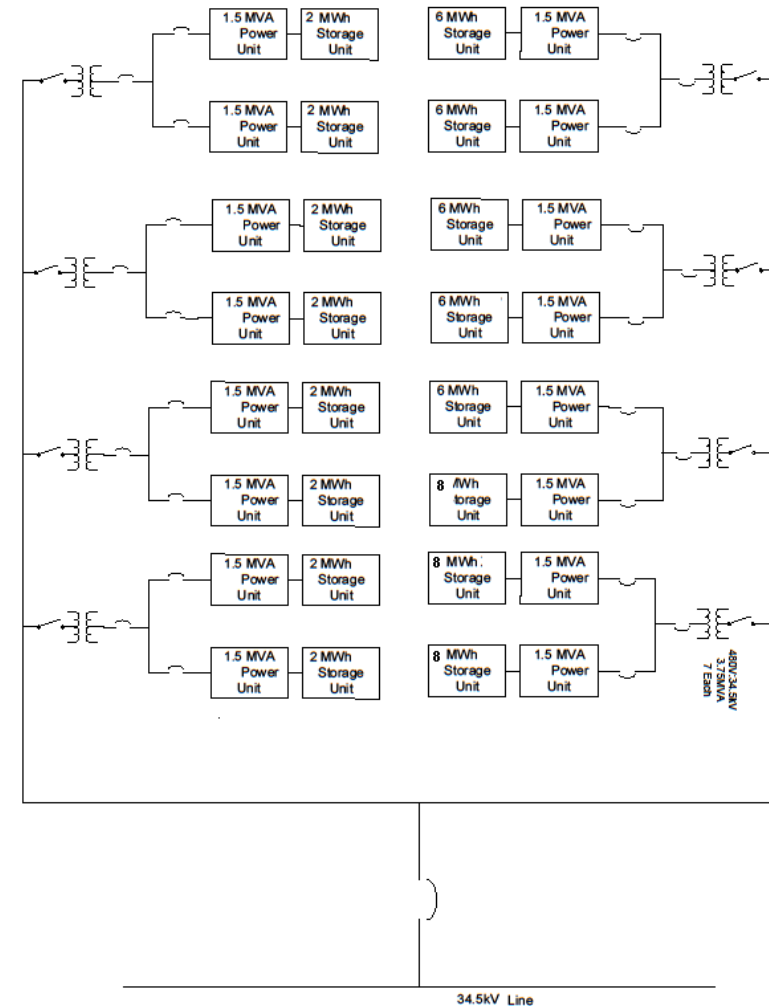 1.5 MVA
Power
Unit
2 MWh
Storage
Unit
6 MWh
Storage
Unit
1.5 MVA
Power
Unit
1.5 MVA
Power
Unit
2 MWh
Storage
Unit
6 MWh
Storage
Unit
1.5 MVA
Power
Unit
1.5 MVA
Power
Unit
2 MWh
Storage
Unit
6 MWh
Storage
Unit
1.5 MVA
Power
Unit
1.5 MVA
Power
Unit
2 MWh
Storage
Unit
6 MWh
Storage
Unit
1.5 MVA
Power
Unit
1.5 MVA
Power
Unit
2 MWh
Storage
Unit
6 MWh
Storage
Unit
1.5 MVA
Power
Unit
1.5 MVA
Power
Unit
2 MWh
Storage
Unit
8 /Wh
torage
Unit
1.5 MVA
Power
Unit
1.5 MVA
Power
Unit
2 MWh
Storage
Unit
8 MWh
Storage
Unit
1.5 MVA
Power
Unit
1.5 MVA
Power
Unit
2 MWh
Storage
Unit
8 MWh
Storage
Unit
1.5 MVA
Power
Unit
480V:34.5kV
3.75MVA
7 Each
34.5kV Line